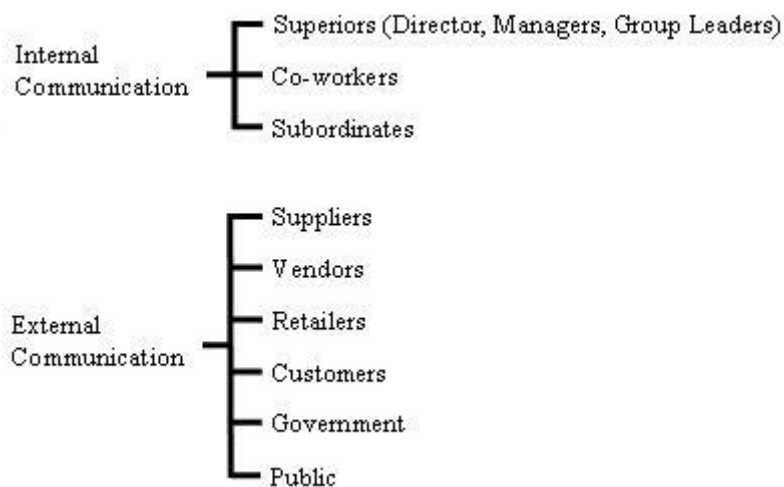 Internal
Communication
Superiors (Director, Managers, Group Leaders)
Co-workers
Subordinates
External
Communication
Suppliers
Vendors
Retailers
Customers
Government
Public